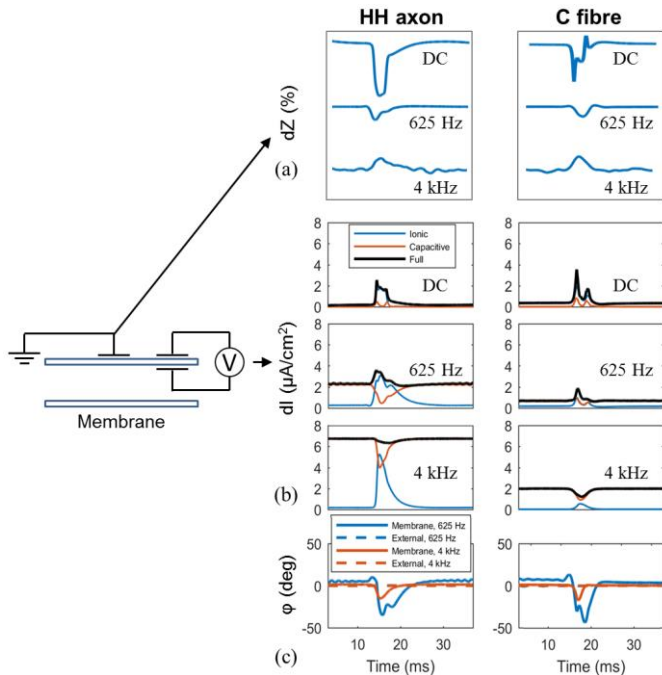 HH axon
C fibre
dZ (%)
DC
DC
625 Hz
625 Hz
4 kHz
4 kHz
(a)
8
6
4
2
0
Ionic
Capacitive
Full
DC
8
6
4
2
0
DC
dI (µA/cm²)
8
6
4
2
0
625 Hz
8
6
4
2
0
625 Hz
V
Membrane
8
6
4
2
0
4 kHz
8
6
4
2
0
4 kHz
(b)
φ (deg)
50
0
-50
Membrane, 625 Hz
External, 625 Hz
Membrane, 4 kHz
External, 4 kHz
50
0
-50
10 20 30
10 20 30
Time (ms)
Time (ms)
(c)